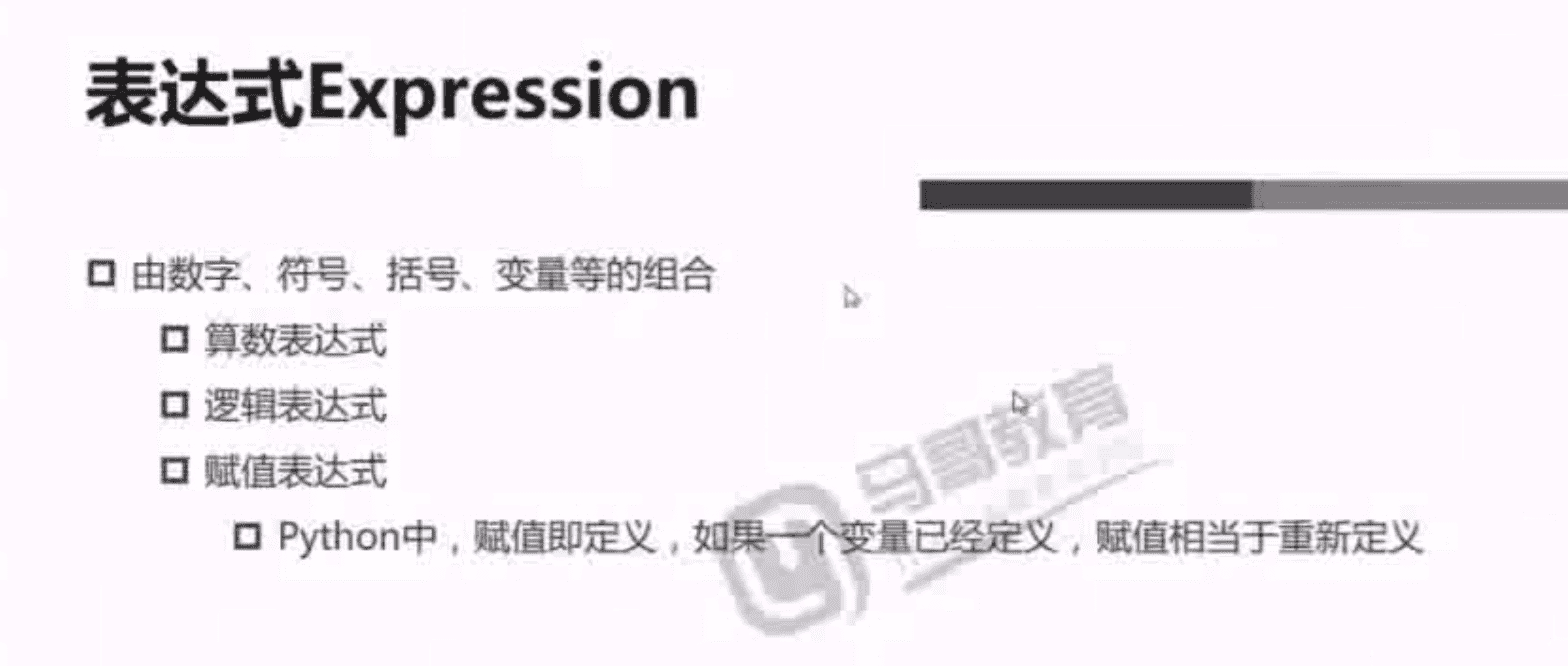 表达式Expression
由数字、符号、括号、变量等的组合
算数表达式
逻辑表达式
赋值表达式
Python中，赋值即定义，如果一个变量已经定义，赋值相当于重新定义
马哥教育